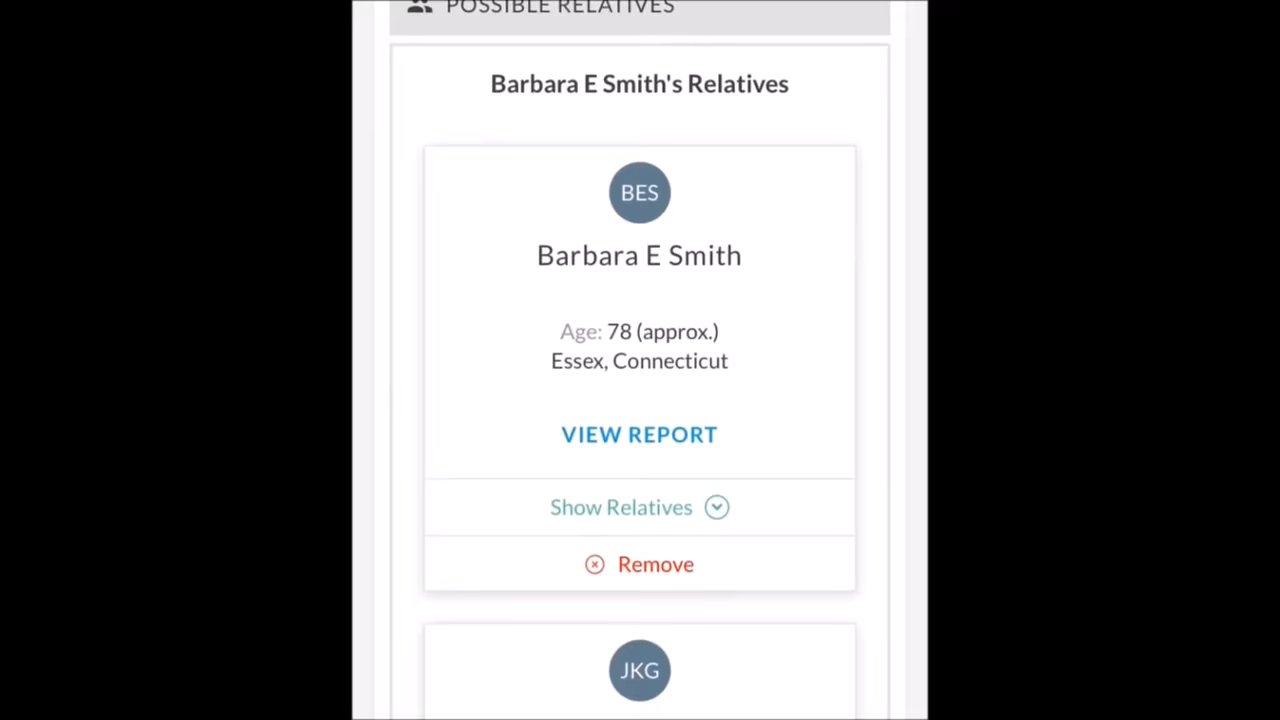 POSSIBLE RELATIVES
Barbara E Smith's Relatives
BES
Barbara E Smith
Age: 78 (approx.)
Essex, Connecticut
VIEW REPORT
Show Relatives
Remove
JKG